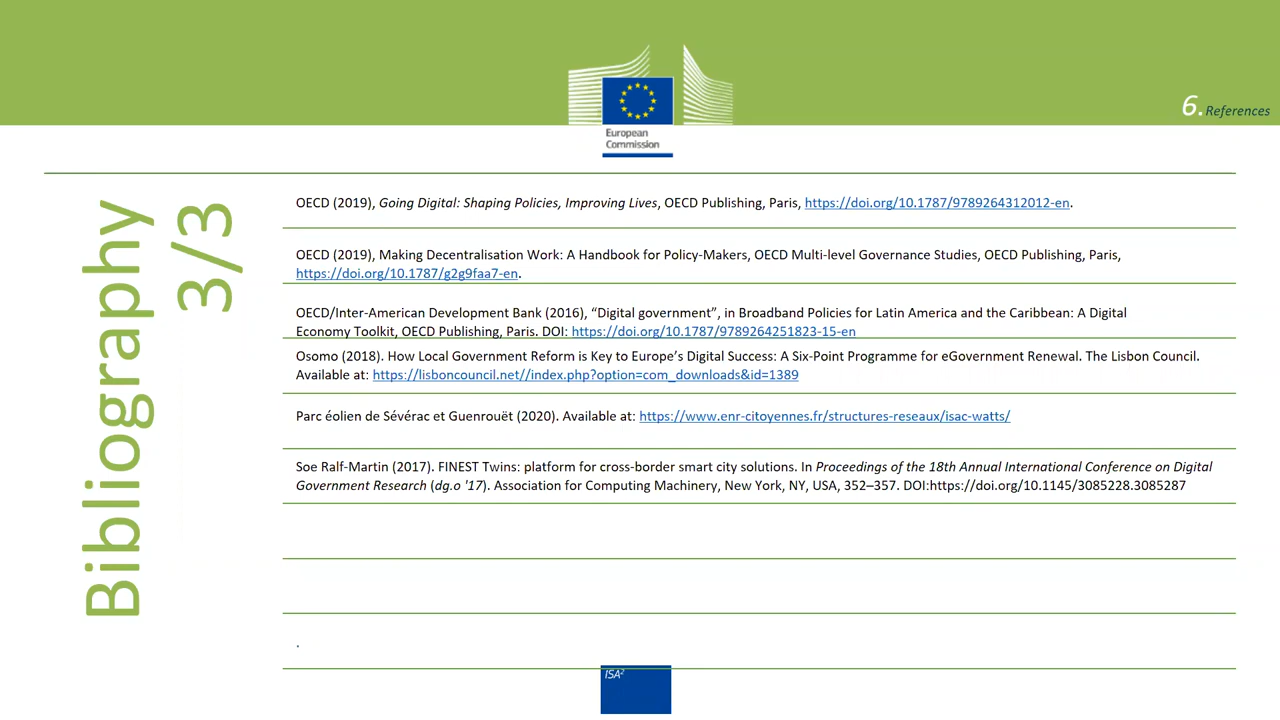 European
Commission
6. References
Bibliography
3/3
OECD (2019), Going Digital: Shaping Policies, Improving Lives, OECD Publishing, Paris, https://doi.org/10.1787/9789264312012-en.
OECD (2019), Making Decentralisation Work: A Handbook for Policy-Makers, OECD Multi-level Governance Studies, OECD Publishing, Paris,
https://doi.org/10.1787/g2g9faa7-en.
OECD/Inter-American Development Bank (2016), “Digital government”, in Broadband Policies for Latin America and the Caribbean: A Digital
Economy Toolkit, OECD Publishing, Paris. DOI: https://doi.org/10.1787/9789264251823-15-en
Osomo (2018). How Local Government Reform is Key to Europe’s Digital Success: A Six-Point Programme for eGovernment Renewal. The Lisbon Council.
Available at: https://lisboncouncil.net//index.php?option=com_downloads&id=1389
Parc éolien de Sévérac et Guenrouët (2020). Available at: https://www.enr-citoyennes.fr/structures-reseaux/isac-watts/
Soe Ralf-Martin (2017). FINEST Twins: platform for cross-border smart city solutions. In Proceedings of the 18th Annual International Conference on Digital
Government Research (dg.o '17). Association for Computing Machinery, New York, NY, USA, 352–357. DOI:https://doi.org/10.1145/3085228.3085287
.
ISA²